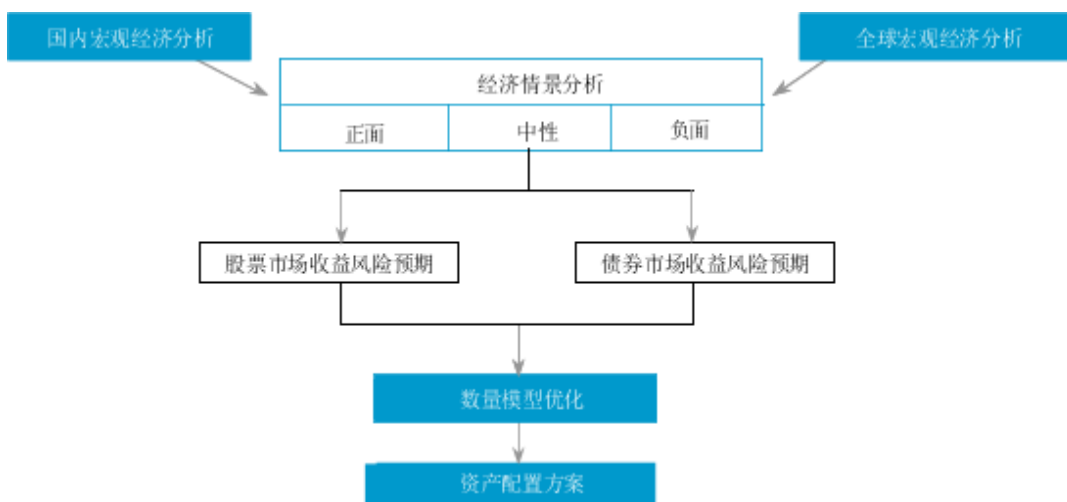 国内宏观经济分析
全球宏观经济分析
经济情景分析
正面
中性
负面
股票市场收益风险预期
债券市场收益风险预期
数量模型优化
资产配置方案